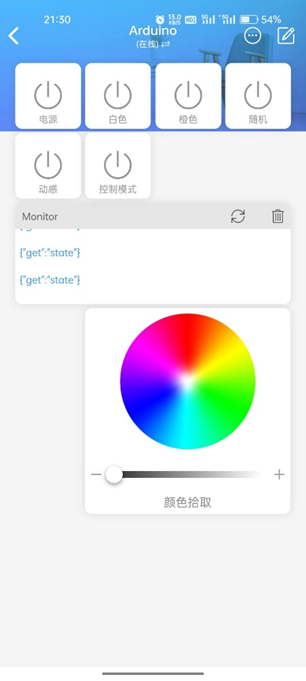 21:30
13.0 KB/S HD 5G 5G 54%
Arduino
(在线)
电源 白色 橙色 随机
动感 控制模式
Monitor
{"get":"state"}
{"get":"state"}
颜色拾取